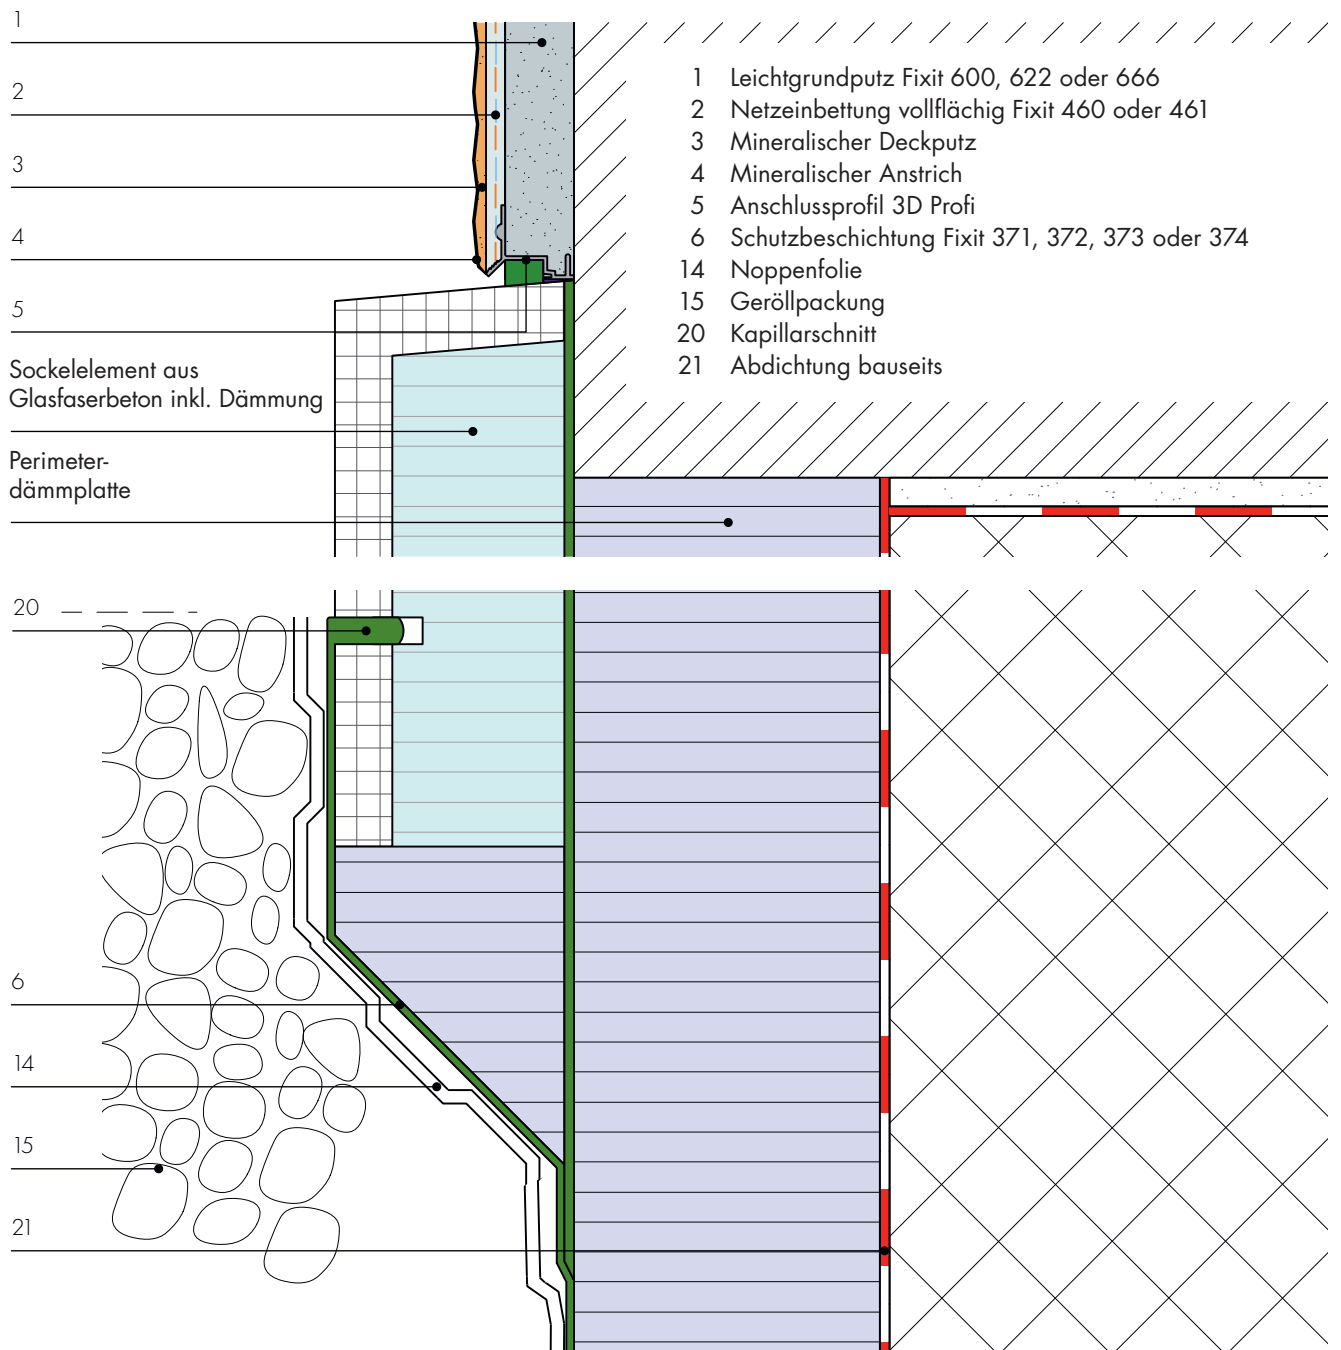 1
2
3
4
5
Sockelelement aus
Glasfaserbeton inkl. Dämmung
Perimeter-
dämmplatte
20
6
14
15
21
1 Leichtgrundputz Fixit 600, 622 oder 666
2 Netzeinbettung vollflächig Fixit 460 oder 461
3 Mineralischer Deckputz
4 Mineralischer Anstrich
5 Anschlussprofil 3D Profi
6 Schutzbeschichtung Fixit 371, 372, 373 oder 374
14 Noppenfolie
15 Geröllpackung
20 Kapillarschnitt
21 Abdichtung bauseits